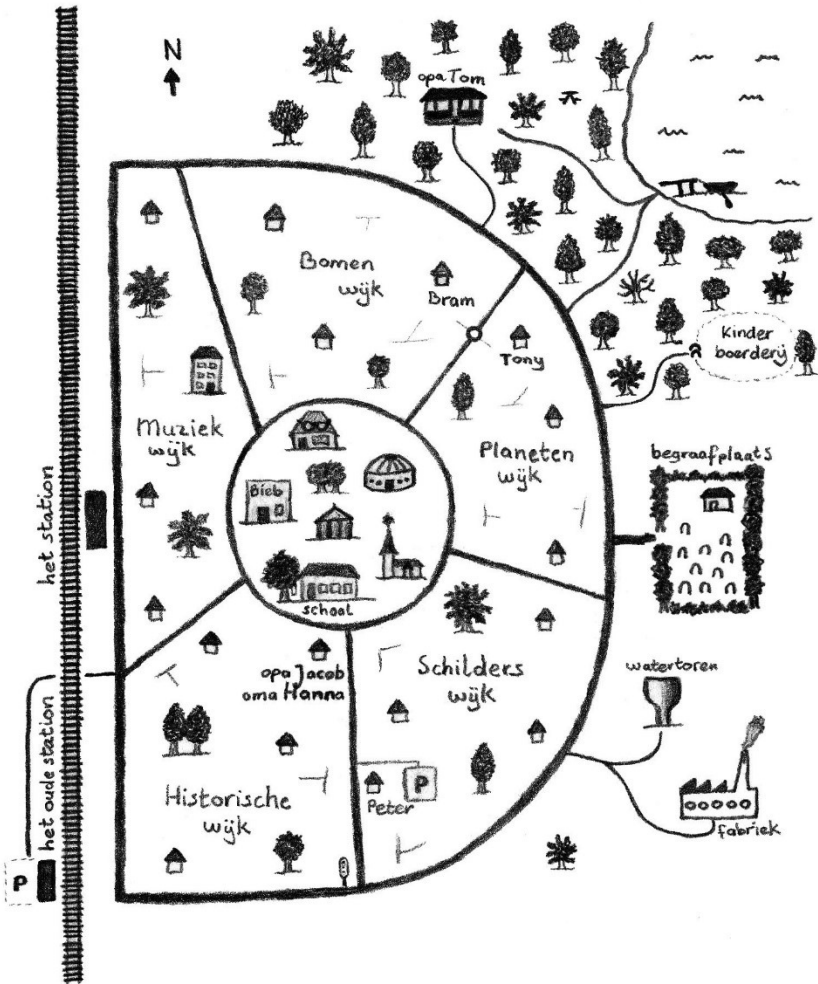 N
opa Tom
Bomen
wijk
Bram
Tony
Kinder
boerderij
Muziek
wijk
Planeten
wijk
begraafplaats
Bieb
school
het station
opa Jacob
oma Hanna
Schilders
wijk
watertoren
het oude station
Historische
wijk
Peter
P
fabriek
P